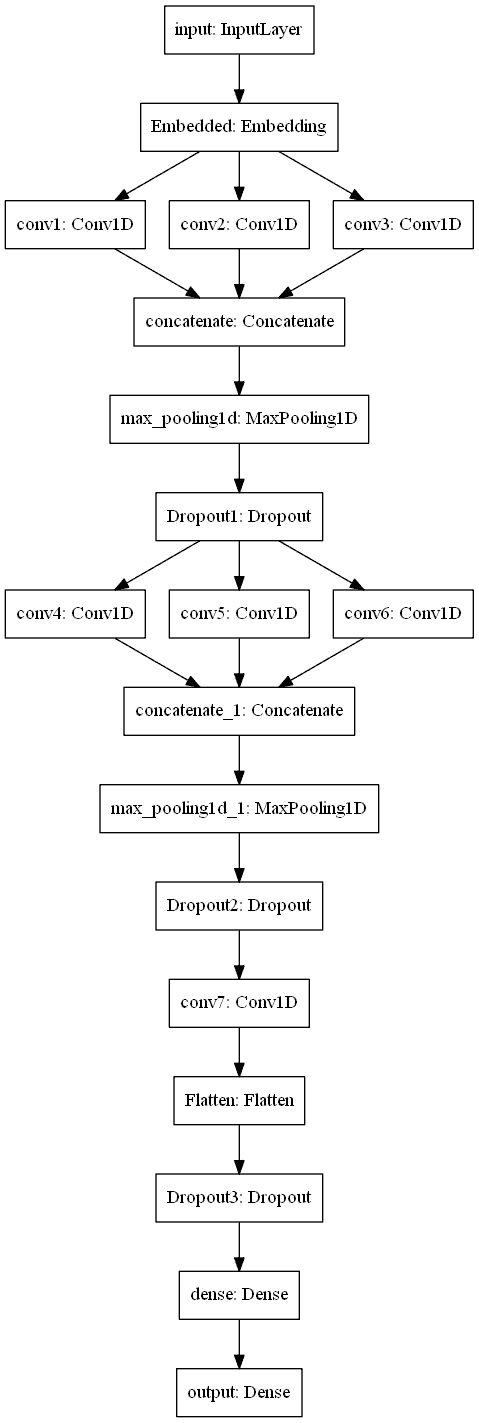 input: InputLayer
Embedded: Embedding
conv1: Conv1D
conv2: Conv1D
conv3: Conv1D
concatenate: Concatenate
max_pooling1d: MaxPooling1D
Dropout1: Dropout
conv4: Conv1D
conv5: Conv1D
conv6: Conv1D
concatenate_1: Concatenate
max_pooling1d_1: MaxPooling1D
Dropout2: Dropout
conv7: Conv1D
Flatten: Flatten
Dropout3: Dropout
dense: Dense
output: Dense